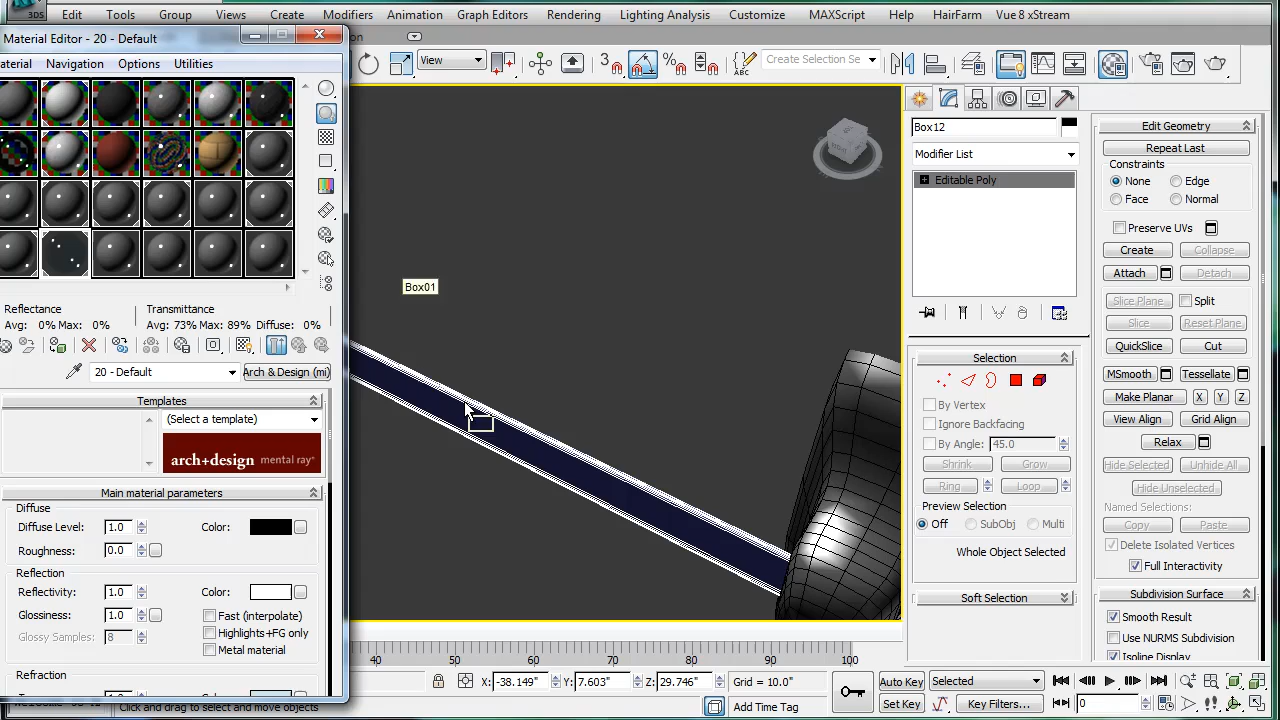 3DS Edit Tools Group Views Create Modifiers Animation Graph Editors Rendering Lighting Analysis Customize MAXScript Help HairFarm Vue 8 xStream
Material Editor - 20 - Default
aterial Navigation Options Utilities
View
3
%
ABC
Create Selection Se
Box12
Modifier List
Editable Poly
Edit Geometry
Repeat Last
Constraints
None Edge
Face Normal
Preserve UVs
Create Collapse
Attach Detach
Slice Plane Split
Slice Reset Plane
QuickSlice Cut
MSmooth Tessellate
Make Planar X Y Z
View Align Grid Align
Relax
Hide Selected Unhide All
Hide Unselected
Named Selections:
Copy Paste
Delete Isolated Vertices
Full Interactivity
Subdivision Surface
Smooth Result
Use NURMS Subdivision
Isoline Display
Selection
By Vertex
Ignore Backfacing
By Angle: 45.0
Shrink Grow
Ring Loop
Preview Selection
Off SubObj Multi
Whole Object Selected
Soft Selection
Box01
Reflectance Transmittance
Avg: 0% Max: 0% Avg: 73% Max: 89% Diffuse: 0%
20 - Default Arch & Design (mi)
Templates
(Select a template)
arch+design mental ray®
Main material parameters
Diffuse
Diffuse Level: 1.0 Color:
Roughness: 0.0
Reflection
Reflectivity: 1.0 Color:
Glossiness: 1.0 Fast (interpolate)
Glossy Samples: 8 Highlights+FG only
Metal material
Refraction
40 50 60 70 80 90 100
X: -38.149" Y: 7.603" Z: 29.746" Grid = 10.0"
Auto Key Selected
Set Key Key Filters... 0
Click and drag to select and move objects
Add Time Tag